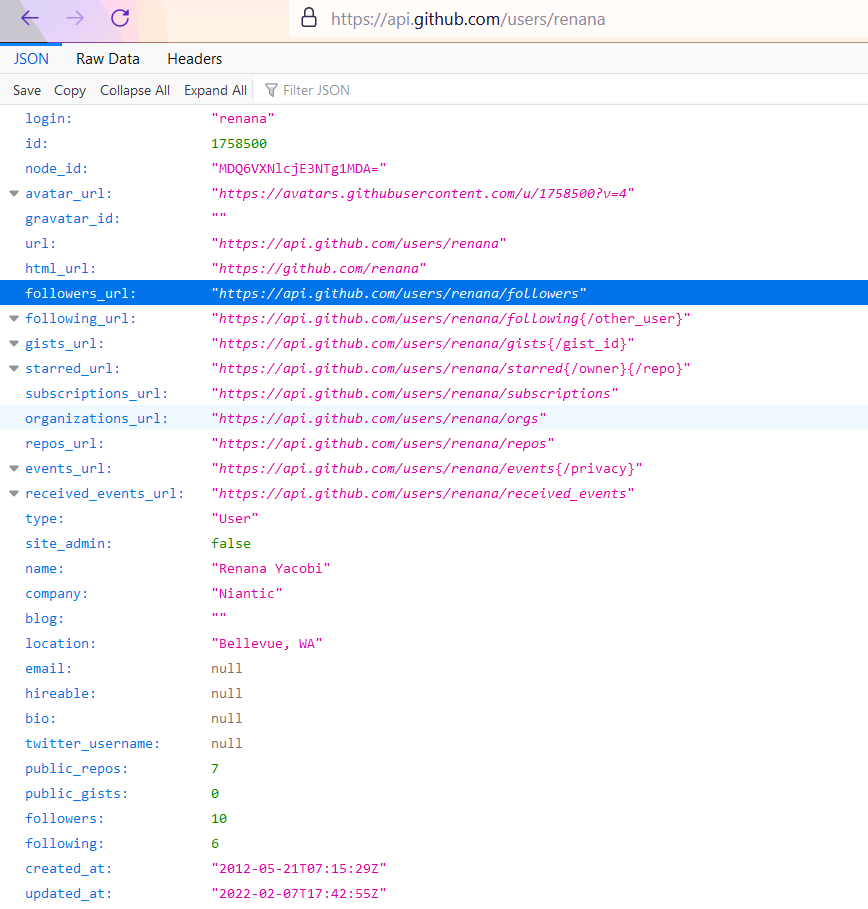 https://api.github.com/users/renana
JSON Raw Data Headers
Save Copy Collapse All Expand All Filter JSON
login: "renana"
id: 1758500
node_id: "MDQ6VXNlcjE3NTg1MDA="
avatar_url: "https://avatars.githubusercontent.com/u/1758500?v=4"
gravatar_id: ""
url: "https://api.github.com/users/renana"
html_url: "https://github.com/renana"
followers_url: "https://api.github.com/users/renana/followers"
following_url: "https://api.github.com/users/renana/following{/other_user}"
gists_url: "https://api.github.com/users/renana/gists{/gist_id}"
starred_url: "https://api.github.com/users/renana/starred{/owner}{/repo}"
subscriptions_url: "https://api.github.com/users/renana/subscriptions"
organizations_url: "https://api.github.com/users/renana/orgs"
repos_url: "https://api.github.com/users/renana/repos"
events_url: "https://api.github.com/users/renana/events{/privacy}"
received_events_url: "https://api.github.com/users/renana/received_events"
type: "User"
site_admin: false
name: "Renana Yacobi"
company: "Niantic"
blog: ""
location: "Bellevue, WA"
email: null
hireable: null
bio: null
twitter_username: null
public_repos: 7
public_gists: 0
followers: 10
following: 6
created_at: "2012-05-21T07:15:29Z"
updated_at: "2022-02-07T17:42:55Z"